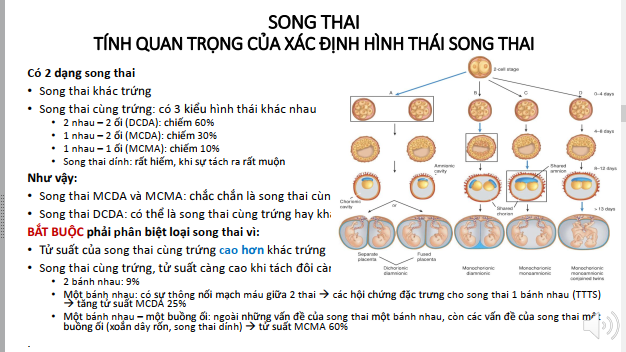 SONG THAI
TÍNH QUAN TRỌNG CỦA XÁC ĐỊNH HÌNH THÁI SONG THAI
Có 2 dạng song thai
• Song thai khác trứng
• Song thai cùng trứng: có 3 kiểu hình thái khác nhau
• 2 nhau – 2 ối (DCDA): chiếm 60%
• 1 nhau – 2 ối (MCDA): chiếm 30%
• 1 nhau – 1 ối (MCMA): chiếm 10%
• Song thai dính: rất hiếm, khi sự tách ra rất muộn
Như vậy:
• Song thai MCDA và MCMA: chắc chắn là song thai cùn
• Song thai DCDA: có thể là song thai cùng trứng hay khá
BẮT BUỘC phải phân biệt loại song thai vì:
• Tử suất của song thai cùng trứng cao hơn khác trứng
• Song thai cùng trứng, tử suất càng cao khi tách đôi càn
• 2 bánh nhau: 9%
• Một bánh nhau: có sự thông nối mạch máu giữa 2 thai → các hội chứng đặc trưng cho song thai 1 bánh nhau (TTTS)
→ tăng tử suất MCDA 25%
• Một bánh nhau – một buồng ối: ngoài những vấn đề của song thai một bánh nhau, còn các vấn đề của song thai một
buồng ối (xoắn dây rốn, song thai dính) → tử suất MCMA 60%
2-cell stage
A
B
C
D
0–4 days
4–8 days
Amniotic
cavity
Shared
amnion
8–12 days
Chorionic
cavity
or
Shared
chorion
> 13 days
Separate
placenta
Fused
placenta
Dichorionic
diamnionic
Monochorionic
diamnionic
Monochorionic
monoamnionic
Monochorionic
monoamnionic
conjoined twins